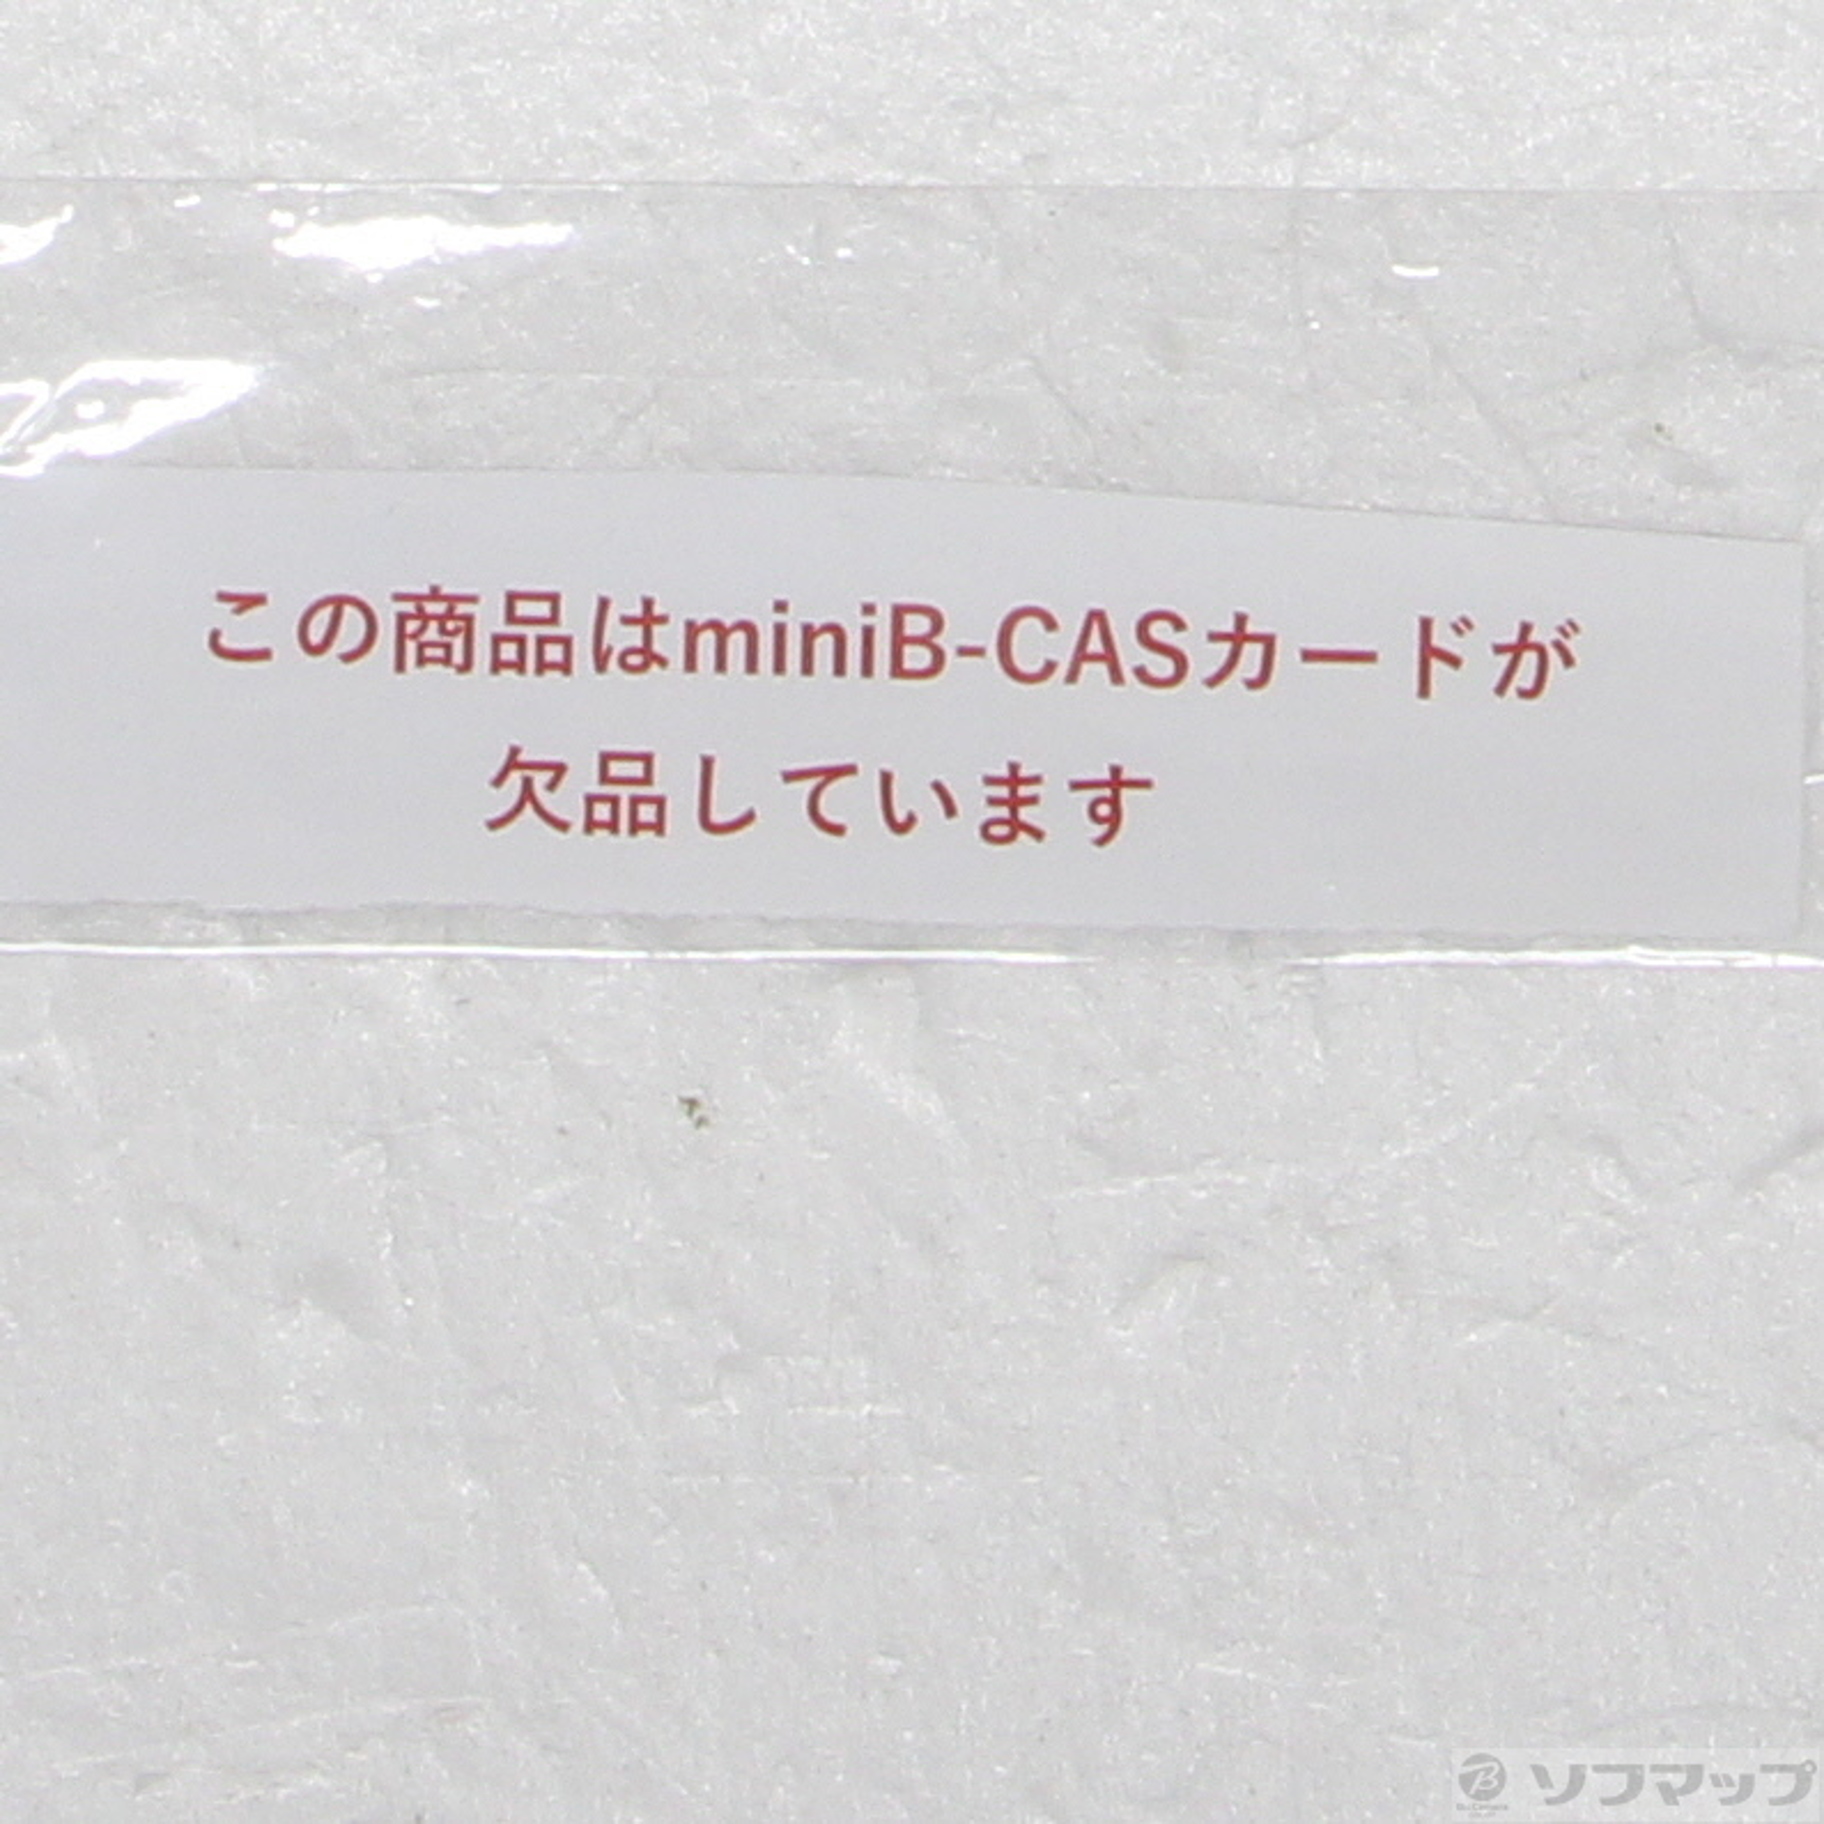 この商品はminiB-CASカードが
欠品しています
ソフマップ